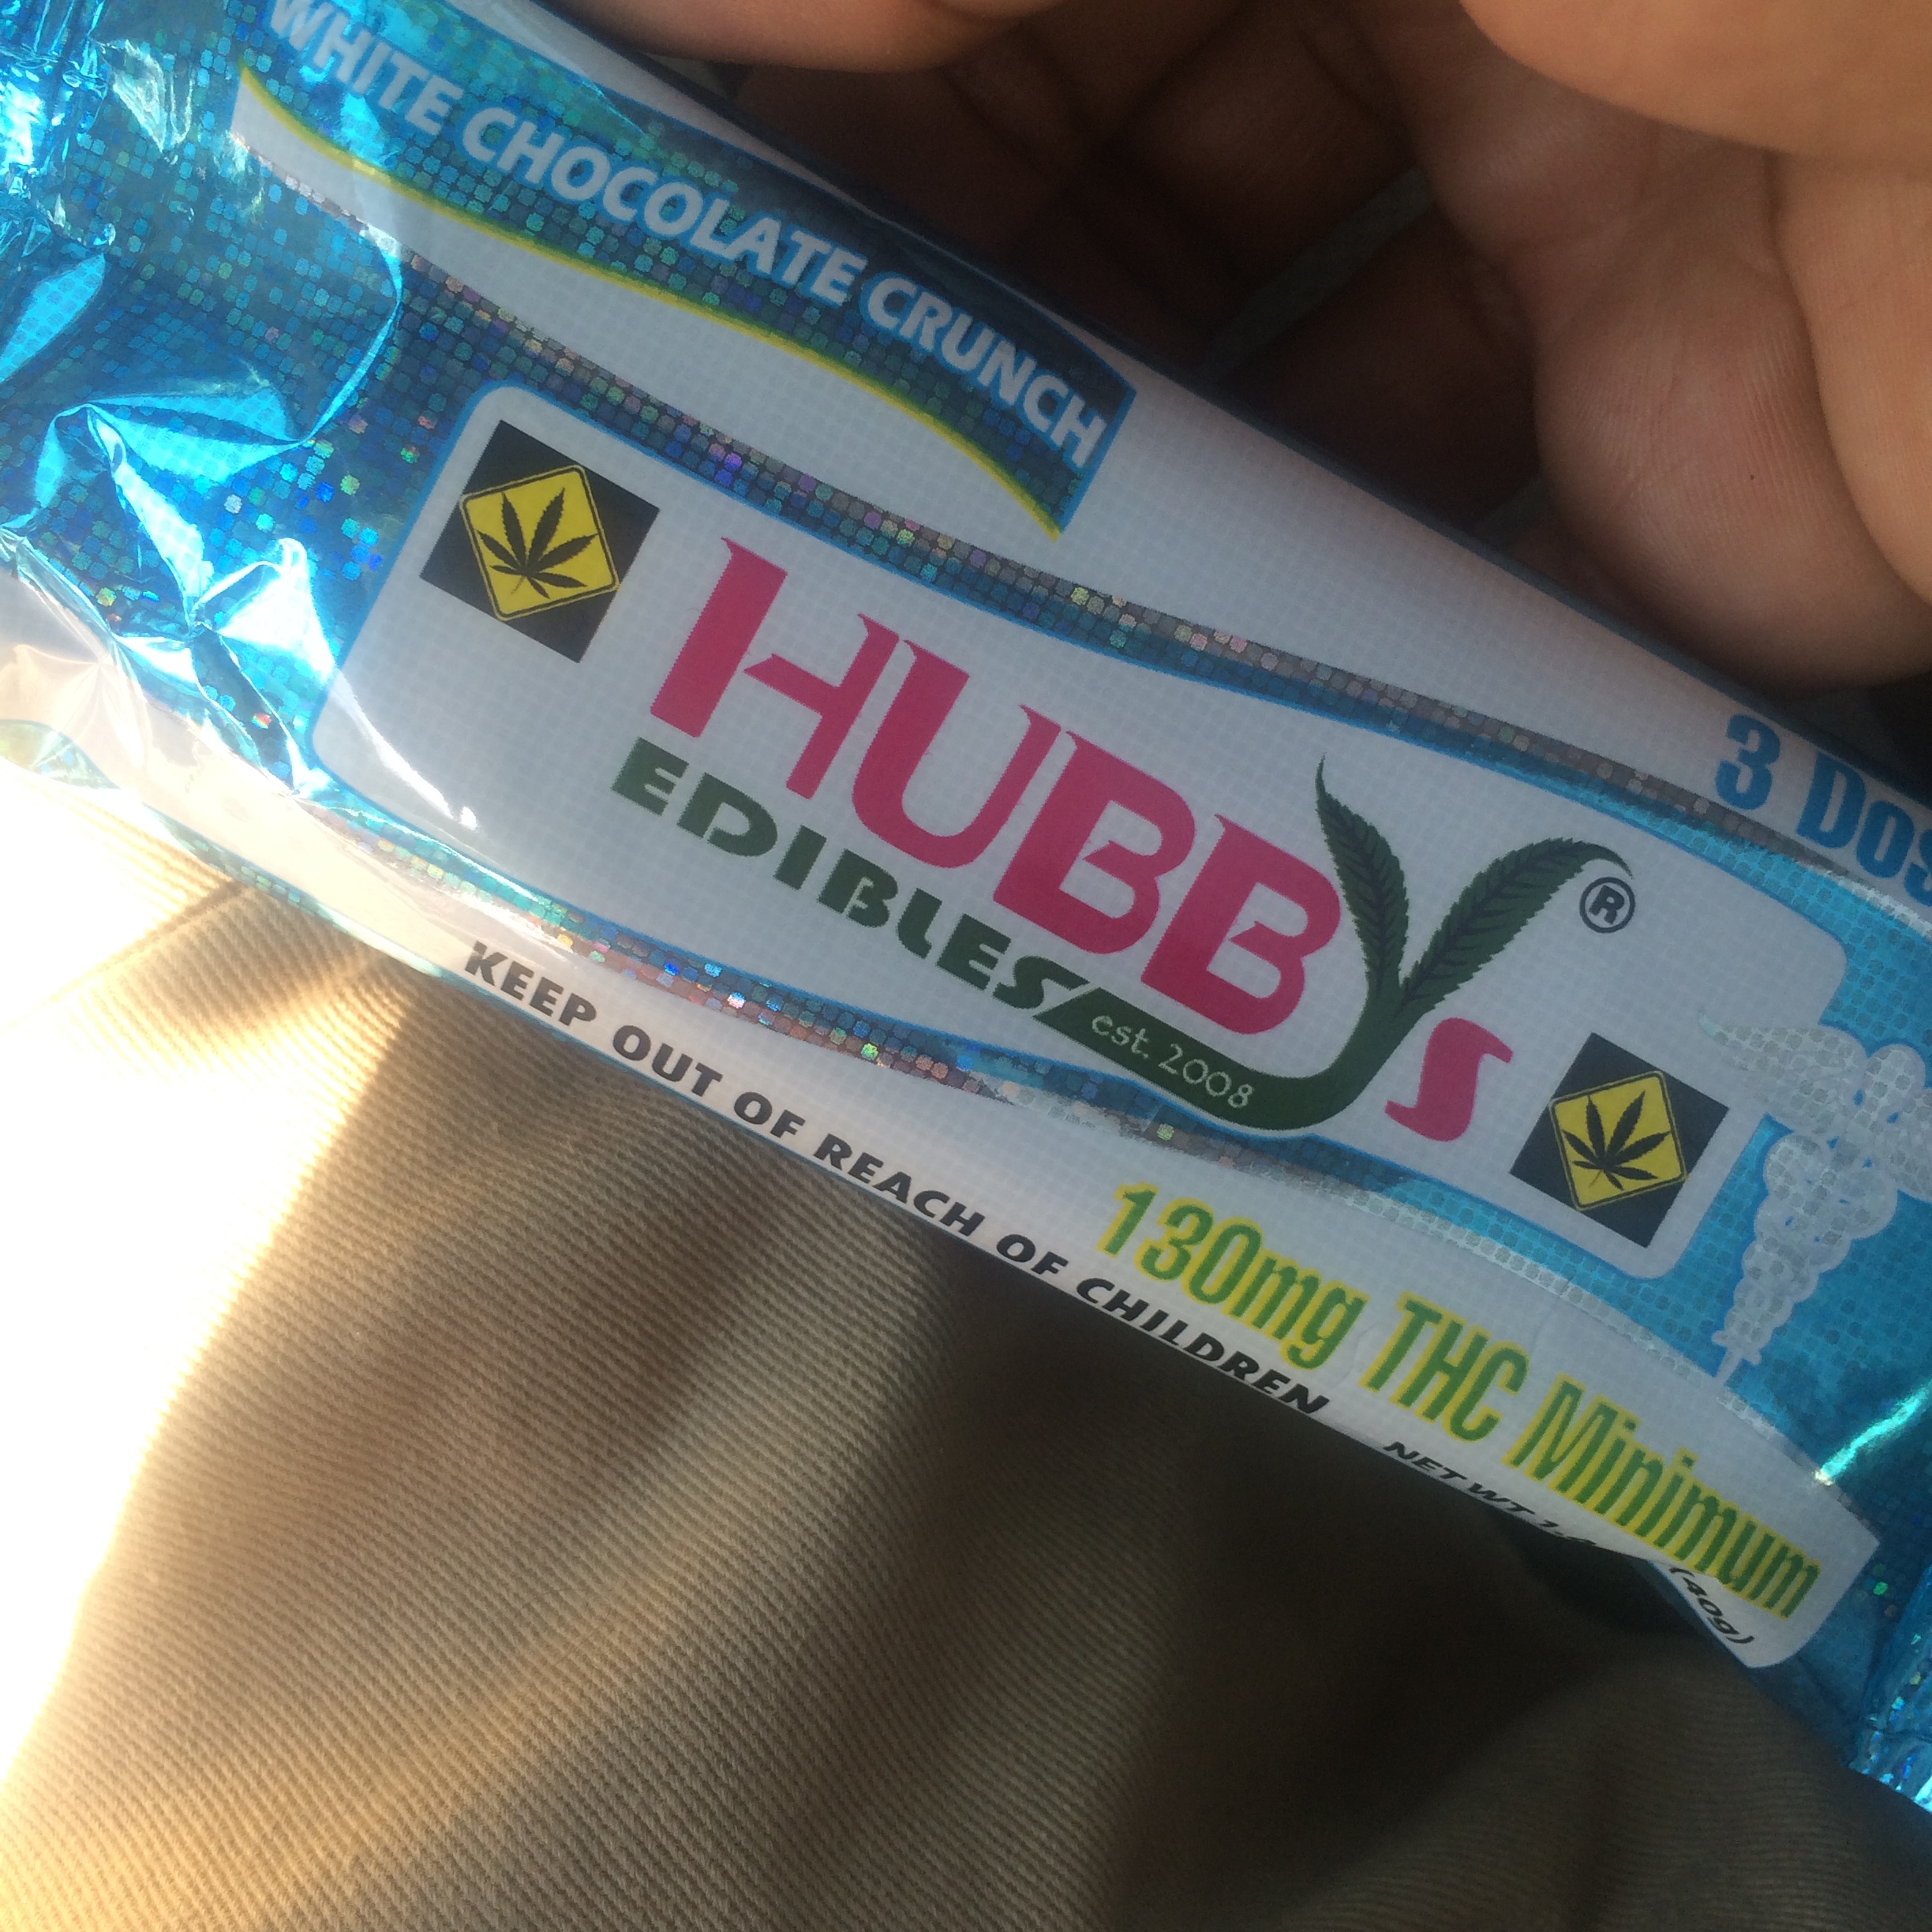 WHITE CHOCOLATE CRUNCH
3
HUBBYS ®
EDIBLES
est. 2008
130mg THC Minimum
KEEP OUT OF REACH OF CHILDREN
NET WT (40g)